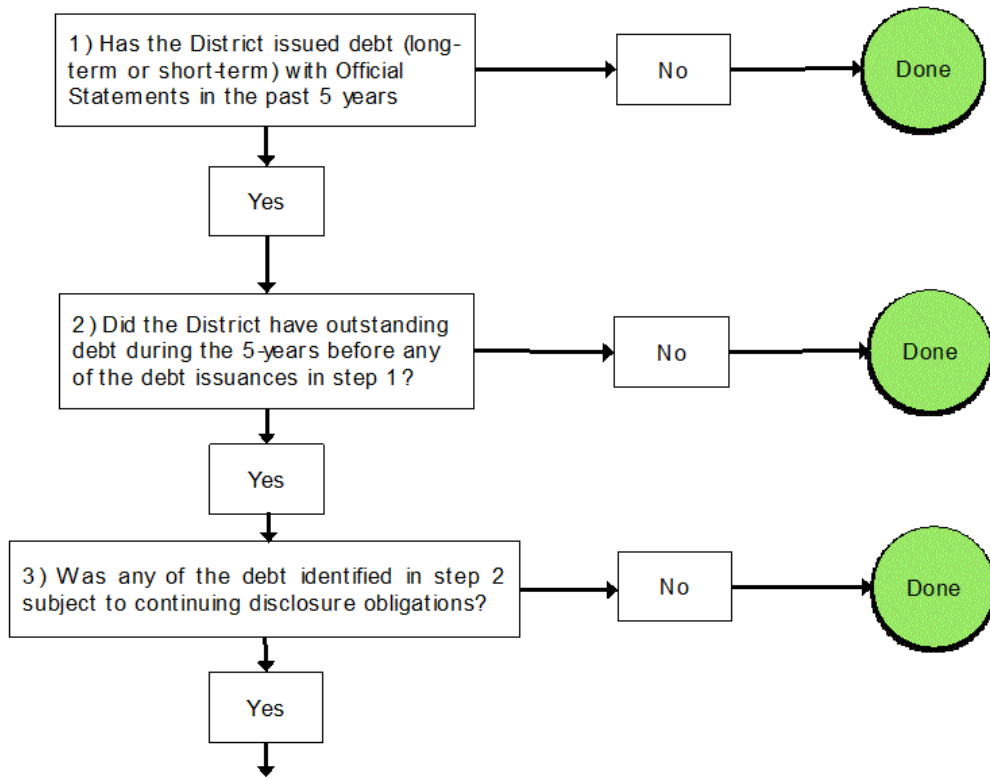 1) Has the District issued debt (long-
term or short-term) with Official
Statements in the past 5 years
No
Done
Yes
2) Did the District have outstanding
debt during the 5-years before any
of the debt issuances in step 1?
No
Done
Yes
3) Was any of the debt identified in step 2
subject to continuing disclosure obligations?
No
Done
Yes